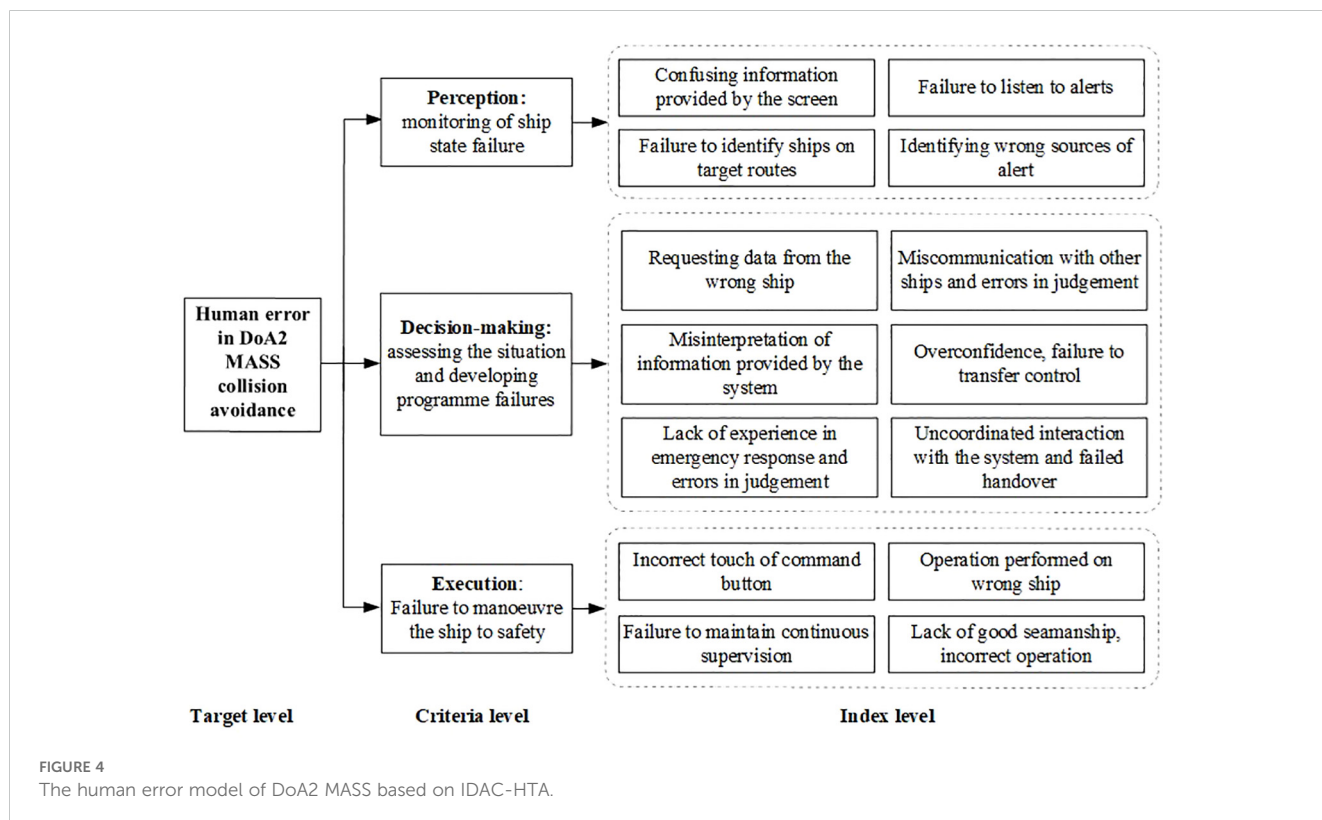 Human error
in DoA2
MASS
collision
avoidance
Perception:
monitoring of ship
state failure
Confusing information
provided by the screen
Failure to listen to alerts
Failure to identify ships on
target routes
Identifying wrong sources of
alert
Decision-making:
assessing the situation
and developing
programme failures
Requesting data from the
wrong ship
Miscommunication with other
ships and errors in judgement
Misinterpretation of
information provided by the
system
Overconfidence, failure to
transfer control
Lack of experience in
emergency response and
errors in judgement
Uncoordinated interaction
with the system and failed
handover
Execution:
Failure to manoeuvre
the ship to safety
Incorrect touch of command
button
Operation performed on
wrong ship
Failure to maintain continuous
supervision
Lack of good seamanship,
incorrect operation
Target level
Criteria level
Index level
FIGURE 4
The human error model of DoA2 MASS based on IDAC-HTA.